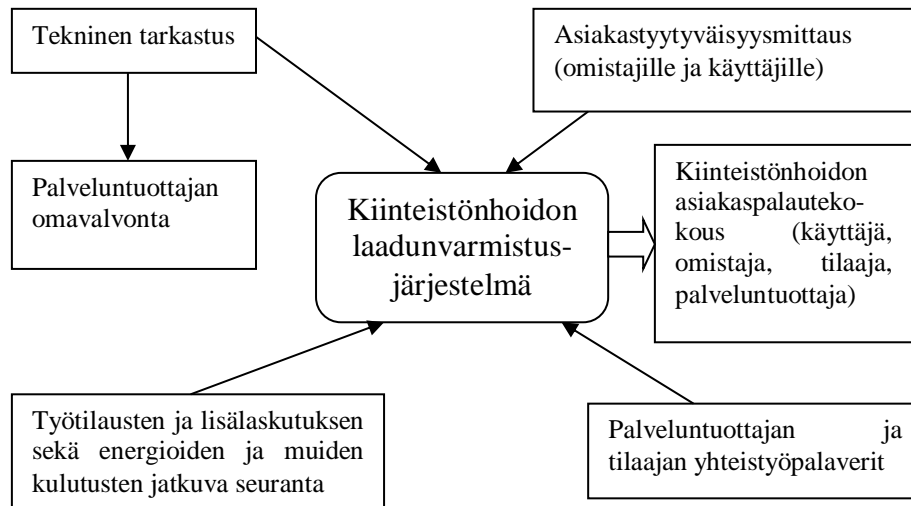 Tekninen tarkastus
Asiakastyytyväisyysmittaus
(omistajille ja käyttäjille)
Palveluntuottajan
omavalvonta
Kiinteistönhoidon
laadunvarmistus-
järjestelmä
Kiinteistönhoidon
asiakaspalauteko-
kous (käyttäjä,
omistaja, tilaaja,
palveluntuottaja)
Työtilausten ja lisälaskutuksen
sekä energioiden ja muiden
kulutusten jatkuva seuranta
Palveluntuottajan ja
tilaajan yhteistyöpalaverit